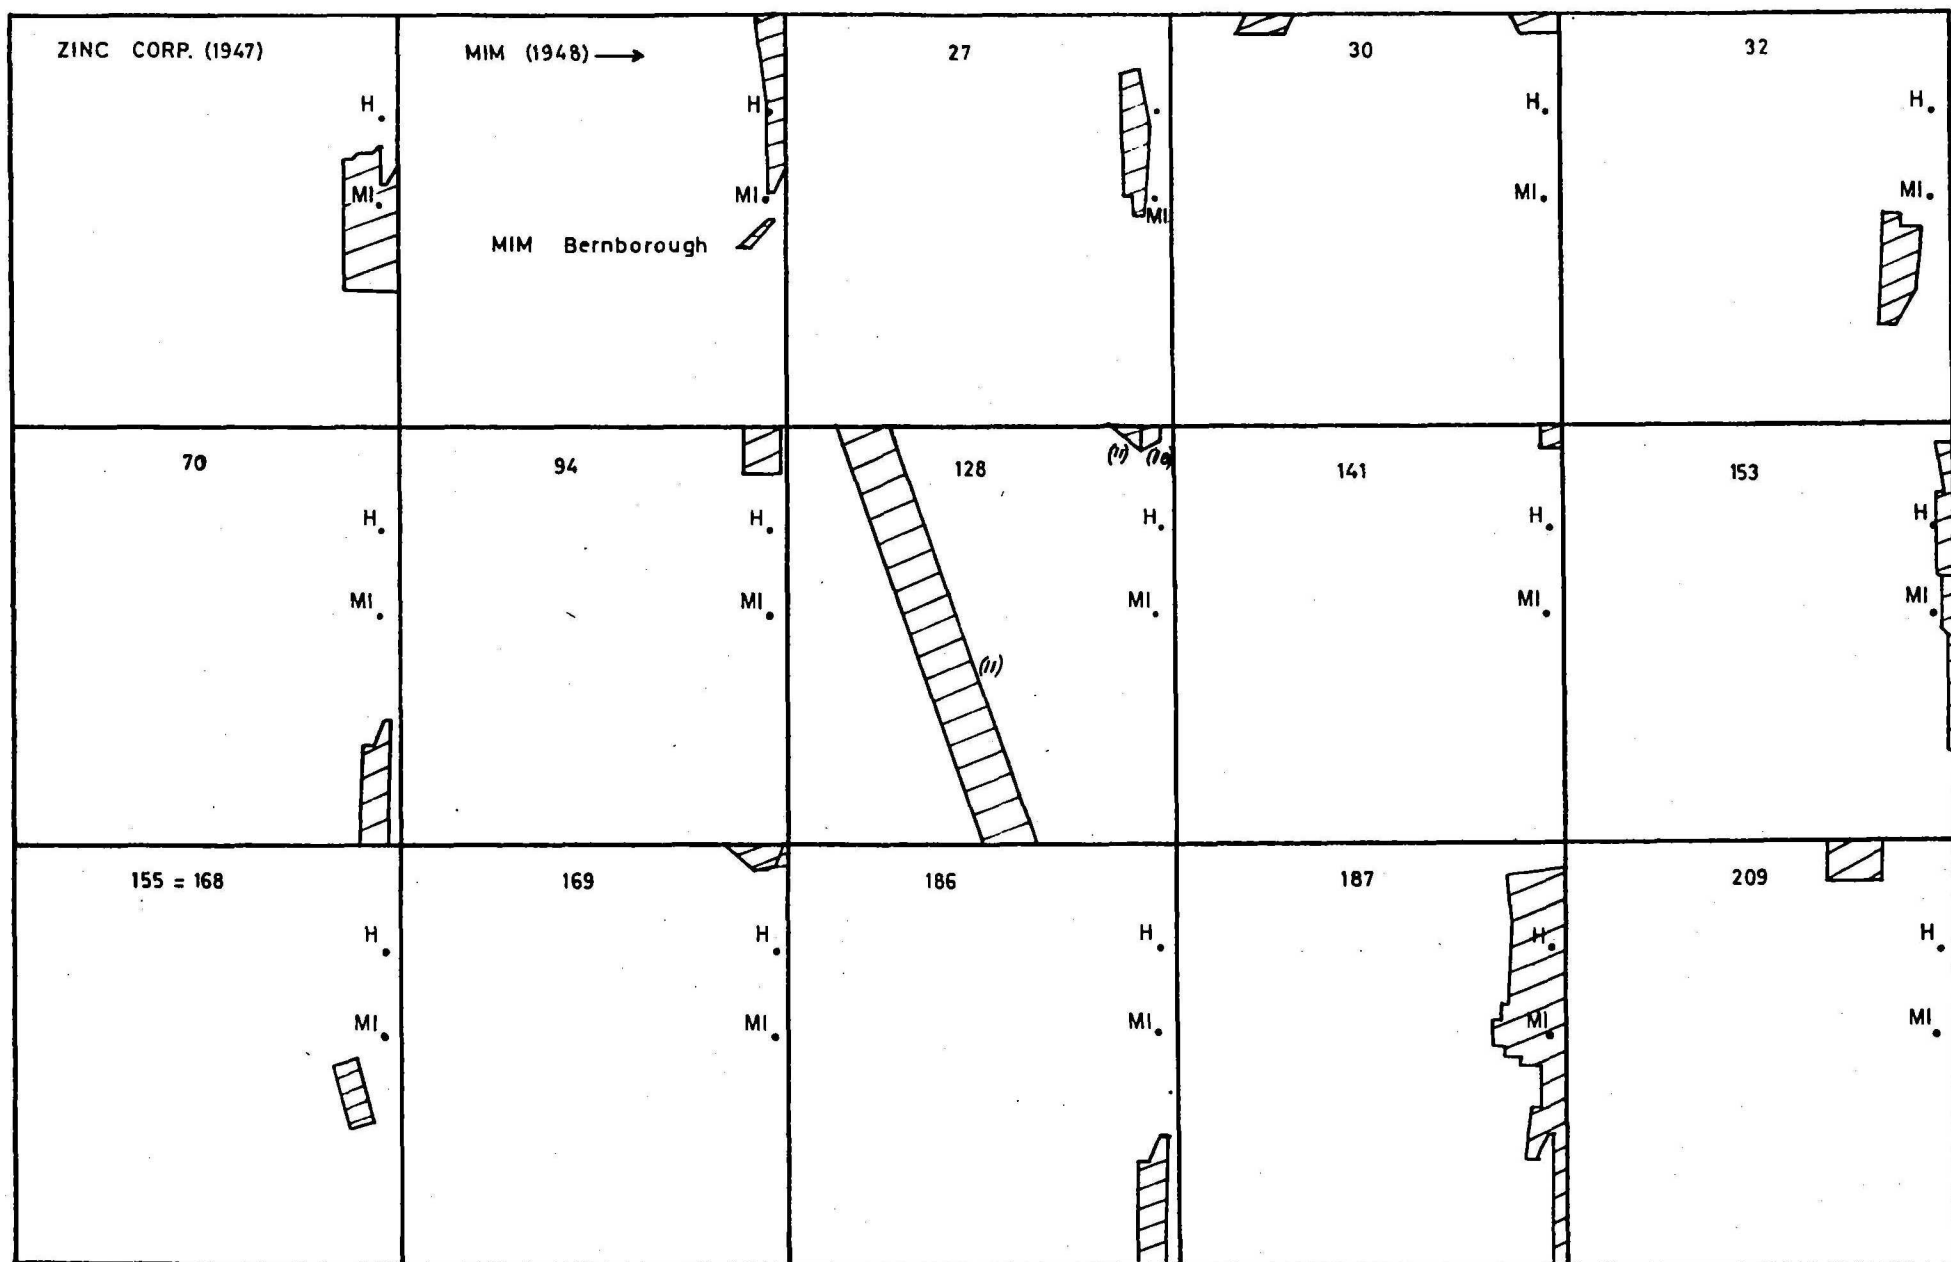 ZINC CORP. (1947)
H
MI
MIM (1948) →
H
MI
MIM Bernborough
27
MI
30
H
MI
32
H
MI
70
H
MI
94
H
MI
128
(11) (10)
H
MI
(11)
141
H
MI
153
H
MI
155 = 168
H
MI
169
H
MI
186
H
MI
187
H
MI
209
H
MI